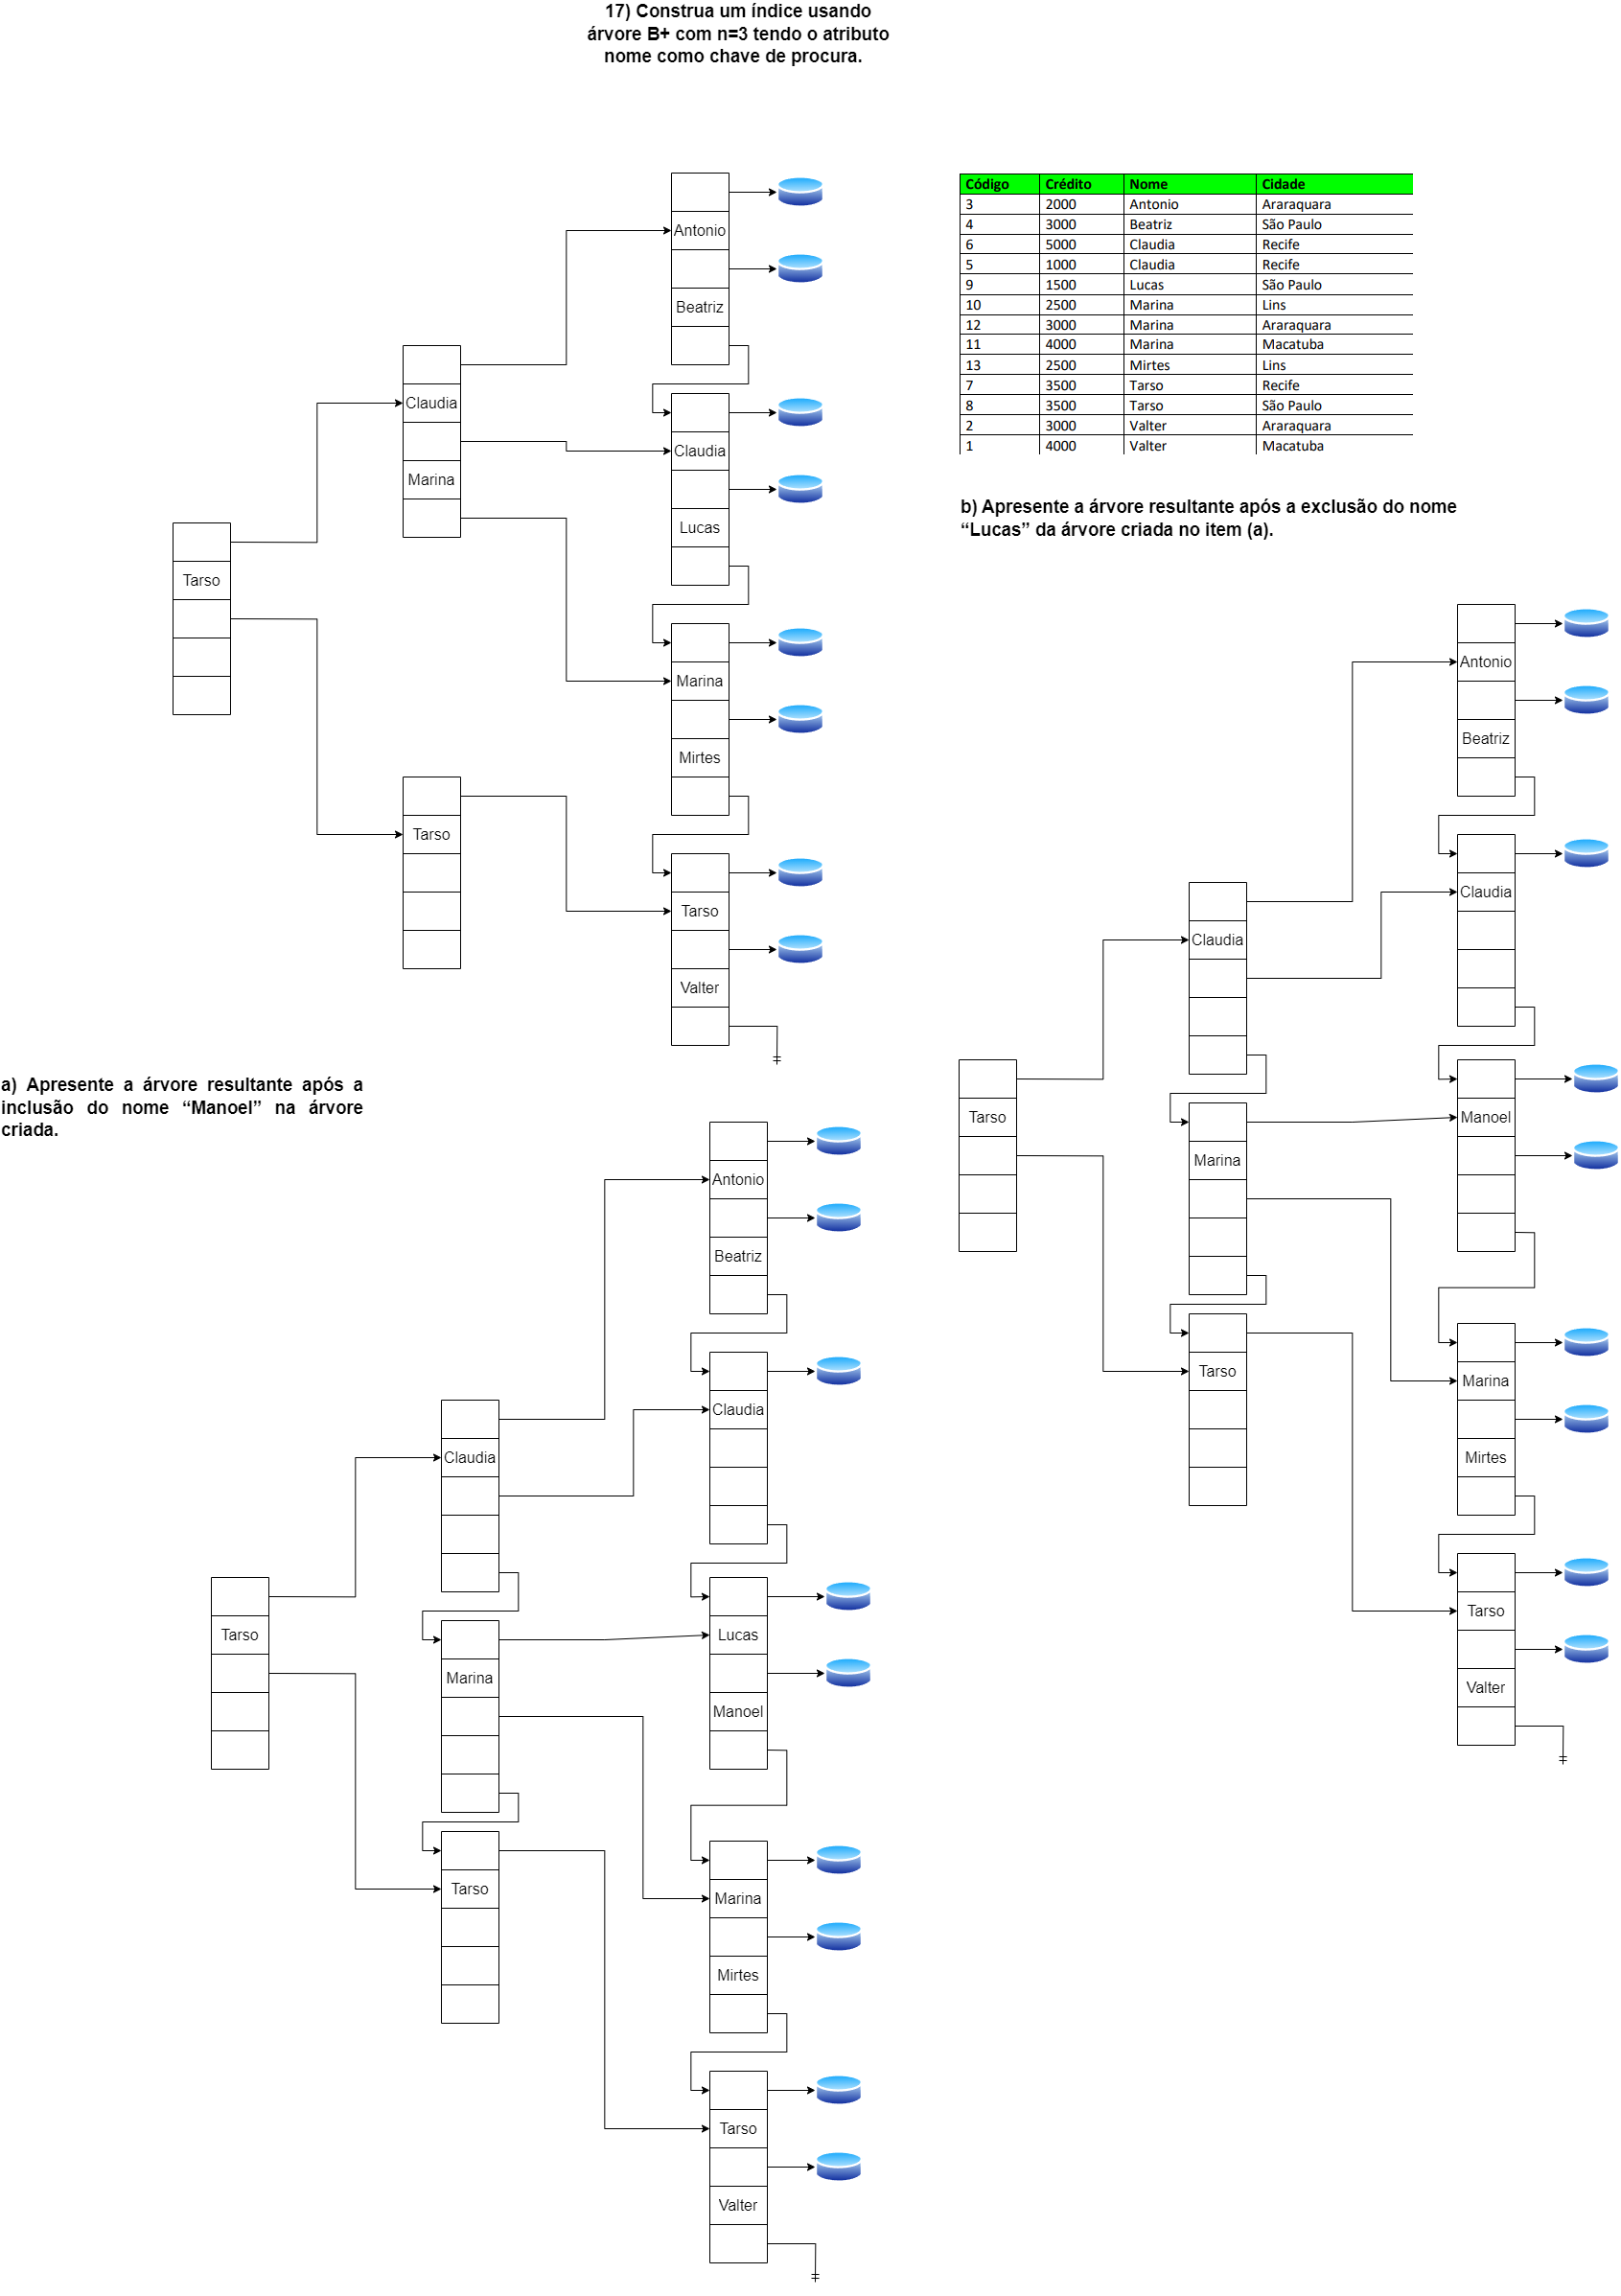 17) Construa um índice usando
árvore B+ com n=3 tendo o atributo
nome como chave de procura.
Código Crédito Nome Cidade
3 2000 Antonio Araraquara
4 3000 Beatriz São Paulo
6 5000 Claudia Recife
5 1000 Claudia Recife
9 1500 Lucas São Paulo
10 2500 Marina Lins
12 3000 Marina Araraquara
11 4000 Marina Macatuba
13 2500 Mirtes Lins
7 3500 Tarso Recife
8 3500 Tarso São Paulo
2 3000 Valter Araraquara
1 4000 Valter Macatuba
Tarso
Claudia
Marina
Tarso
Antonio
Beatriz
Claudia
Lucas
Marina
Mirtes
Tarso
Valter
a) Apresente a árvore resultante após a
inclusão do nome “Manoel” na árvore
criada.
Tarso
Claudia
Marina
Tarso
Antonio
Beatriz
Claudia
Lucas
Manoel
Marina
Mirtes
Tarso
Valter
b) Apresente a árvore resultante após a exclusão do nome
“Lucas” da árvore criada no item (a).
Tarso
Claudia
Marina
Tarso
Antonio
Beatriz
Claudia
Manoel
Marina
Mirtes
Tarso
Valter